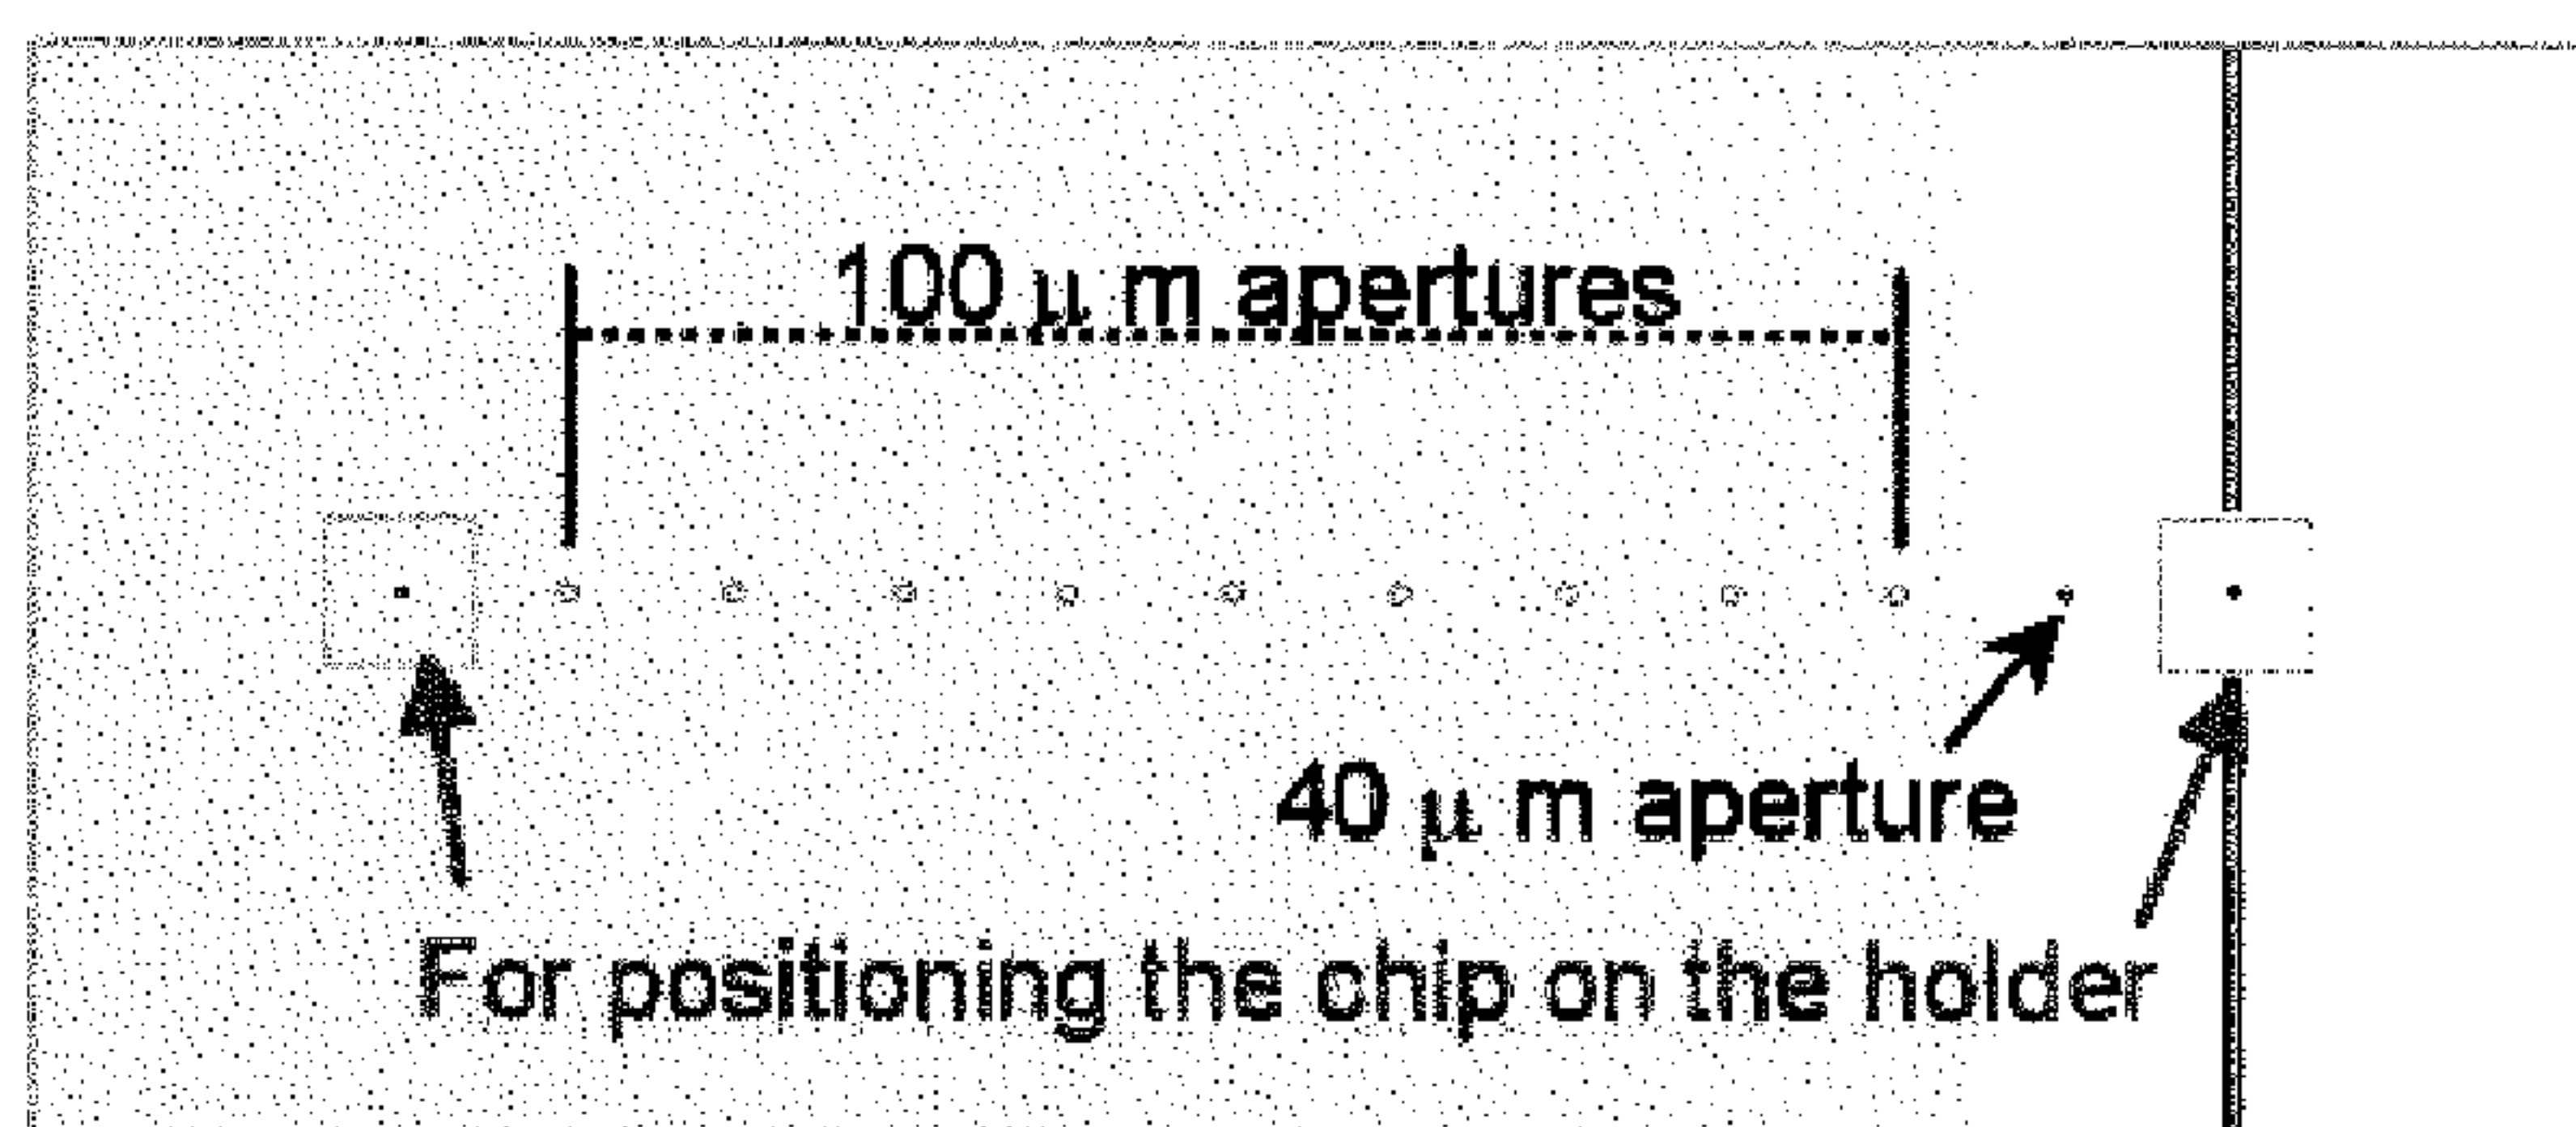 100 μ m apertures
40 μ m aperture
For positioning the chip on the holder